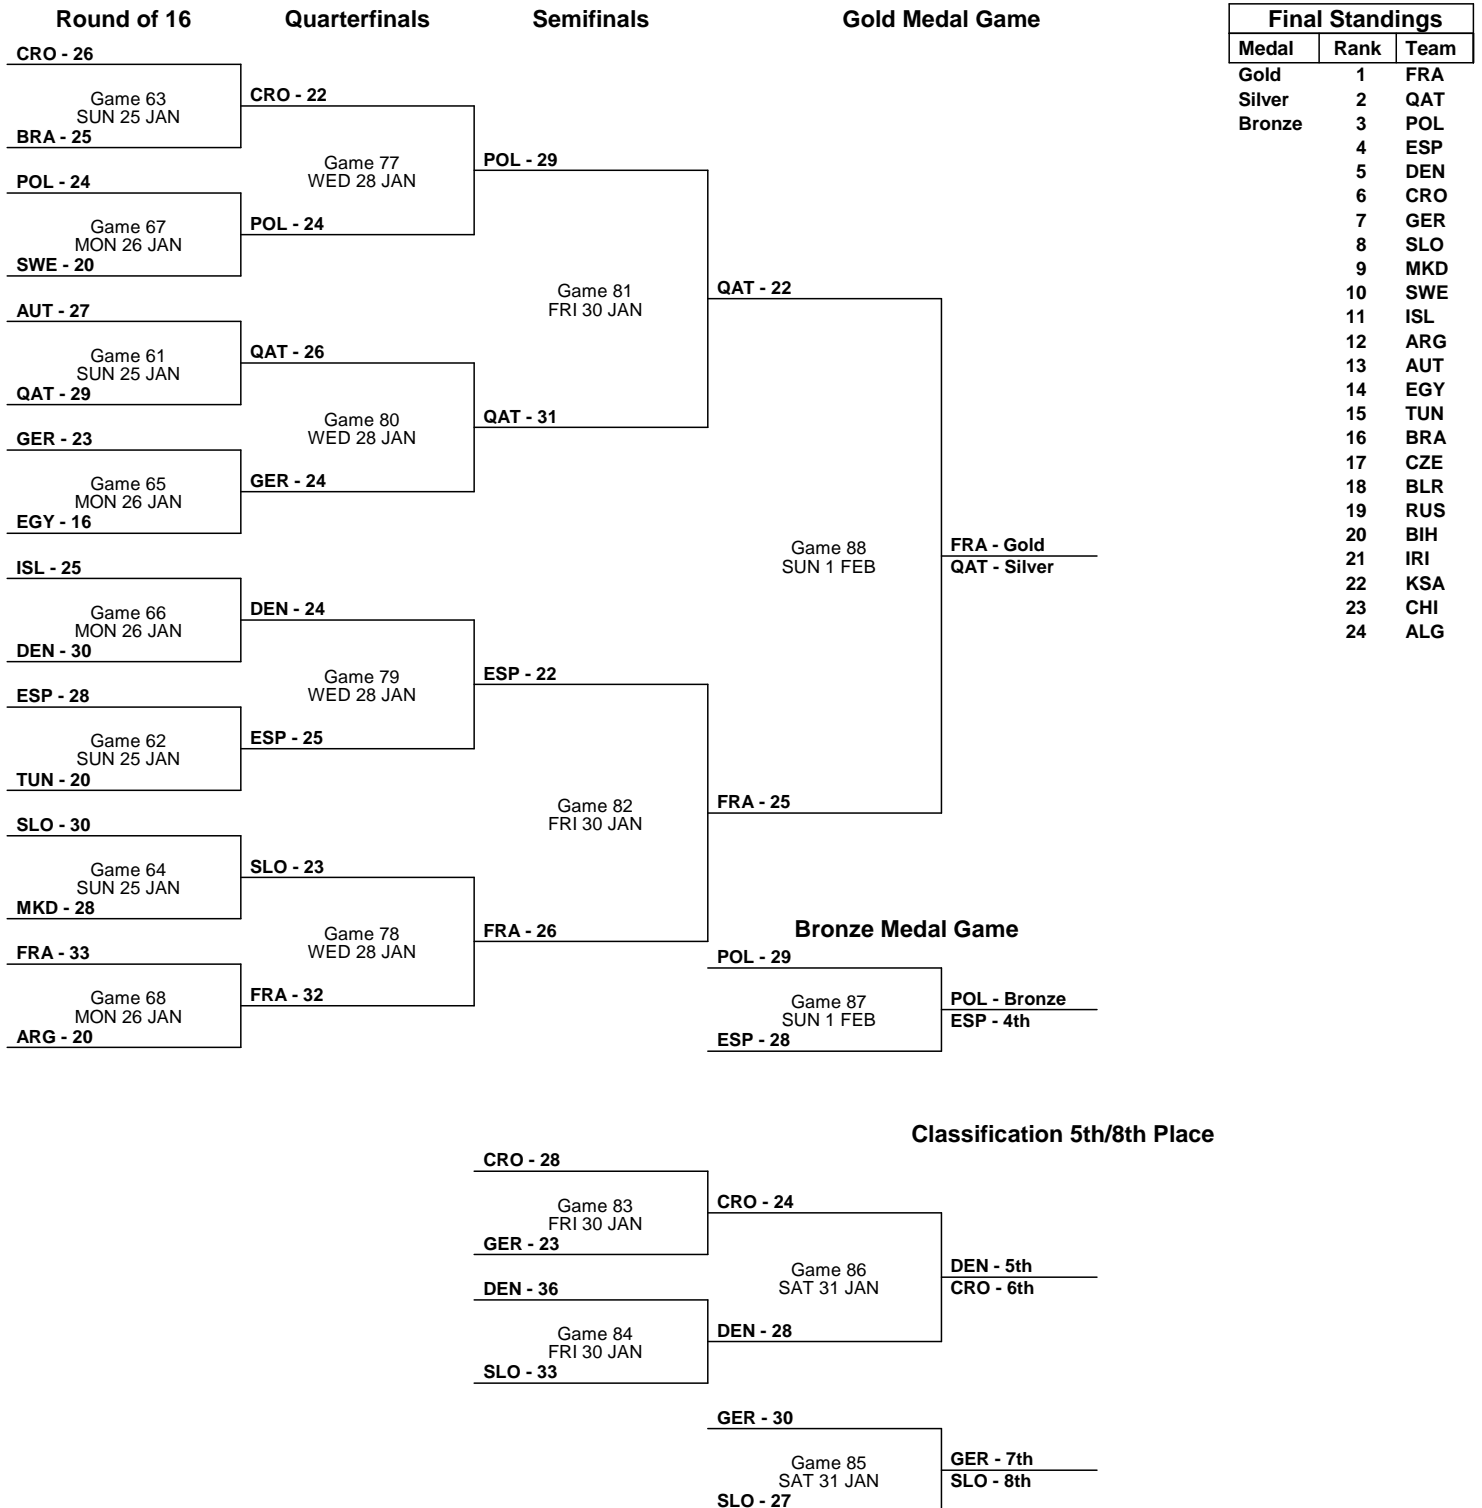 Round of 16 Quarterfinals Semifinals Gold Medal Game
CRO - 26
Game 63
SUN 25 JAN
BRA - 25
POL - 24
Game 67
MON 26 JAN
SWE - 20
AUT - 27
Game 61
SUN 25 JAN
QAT - 29
GER - 23
Game 65
MON 26 JAN
EGY - 16
ISL - 25
Game 66
MON 26 JAN
DEN - 30
ESP - 28
Game 62
SUN 25 JAN
TUN - 20
SLO - 30
Game 64
SUN 25 JAN
MKD - 28
FRA - 33
Game 68
MON 26 JAN
ARG - 20
CRO - 22
Game 77
WED 28 JAN
POL - 24
QAT - 26
Game 80
WED 28 JAN
GER - 24
DEN - 24
Game 79
WED 28 JAN
ESP - 25
SLO - 23
Game 78
WED 28 JAN
FRA - 32
POL - 29
Game 81
FRI 30 JAN
QAT - 31
ESP - 22
Game 82
FRI 30 JAN
FRA - 26
QAT - 22
Game 88
SUN 1 FEB
FRA - 25
FRA - Gold
QAT - Silver
Bronze Medal Game
POL - 29
Game 87
SUN 1 FEB
ESP - 28
POL - Bronze
ESP - 4th
Classification 5th/8th Place
CRO - 28
Game 83
FRI 30 JAN
GER - 23
DEN - 36
Game 84
FRI 30 JAN
SLO - 33
CRO - 24
Game 86
SAT 31 JAN
DEN - 28
DEN - 5th
CRO - 6th
GER - 30
Game 85
SAT 31 JAN
SLO - 27
GER - 7th
SLO - 8th
Final Standings
Medal Rank Team
Gold 1 FRA
Silver 2 QAT
Bronze 3 POL
4 ESP
5 DEN
6 CRO
7 GER
8 SLO
9 MKD
10 SWE
11 ISL
12 ARG
13 AUT
14 EGY
15 TUN
16 BRA
17 CZE
18 BLR
19 RUS
20 BIH
21 IRI
22 KSA
23 CHI
24 ALG